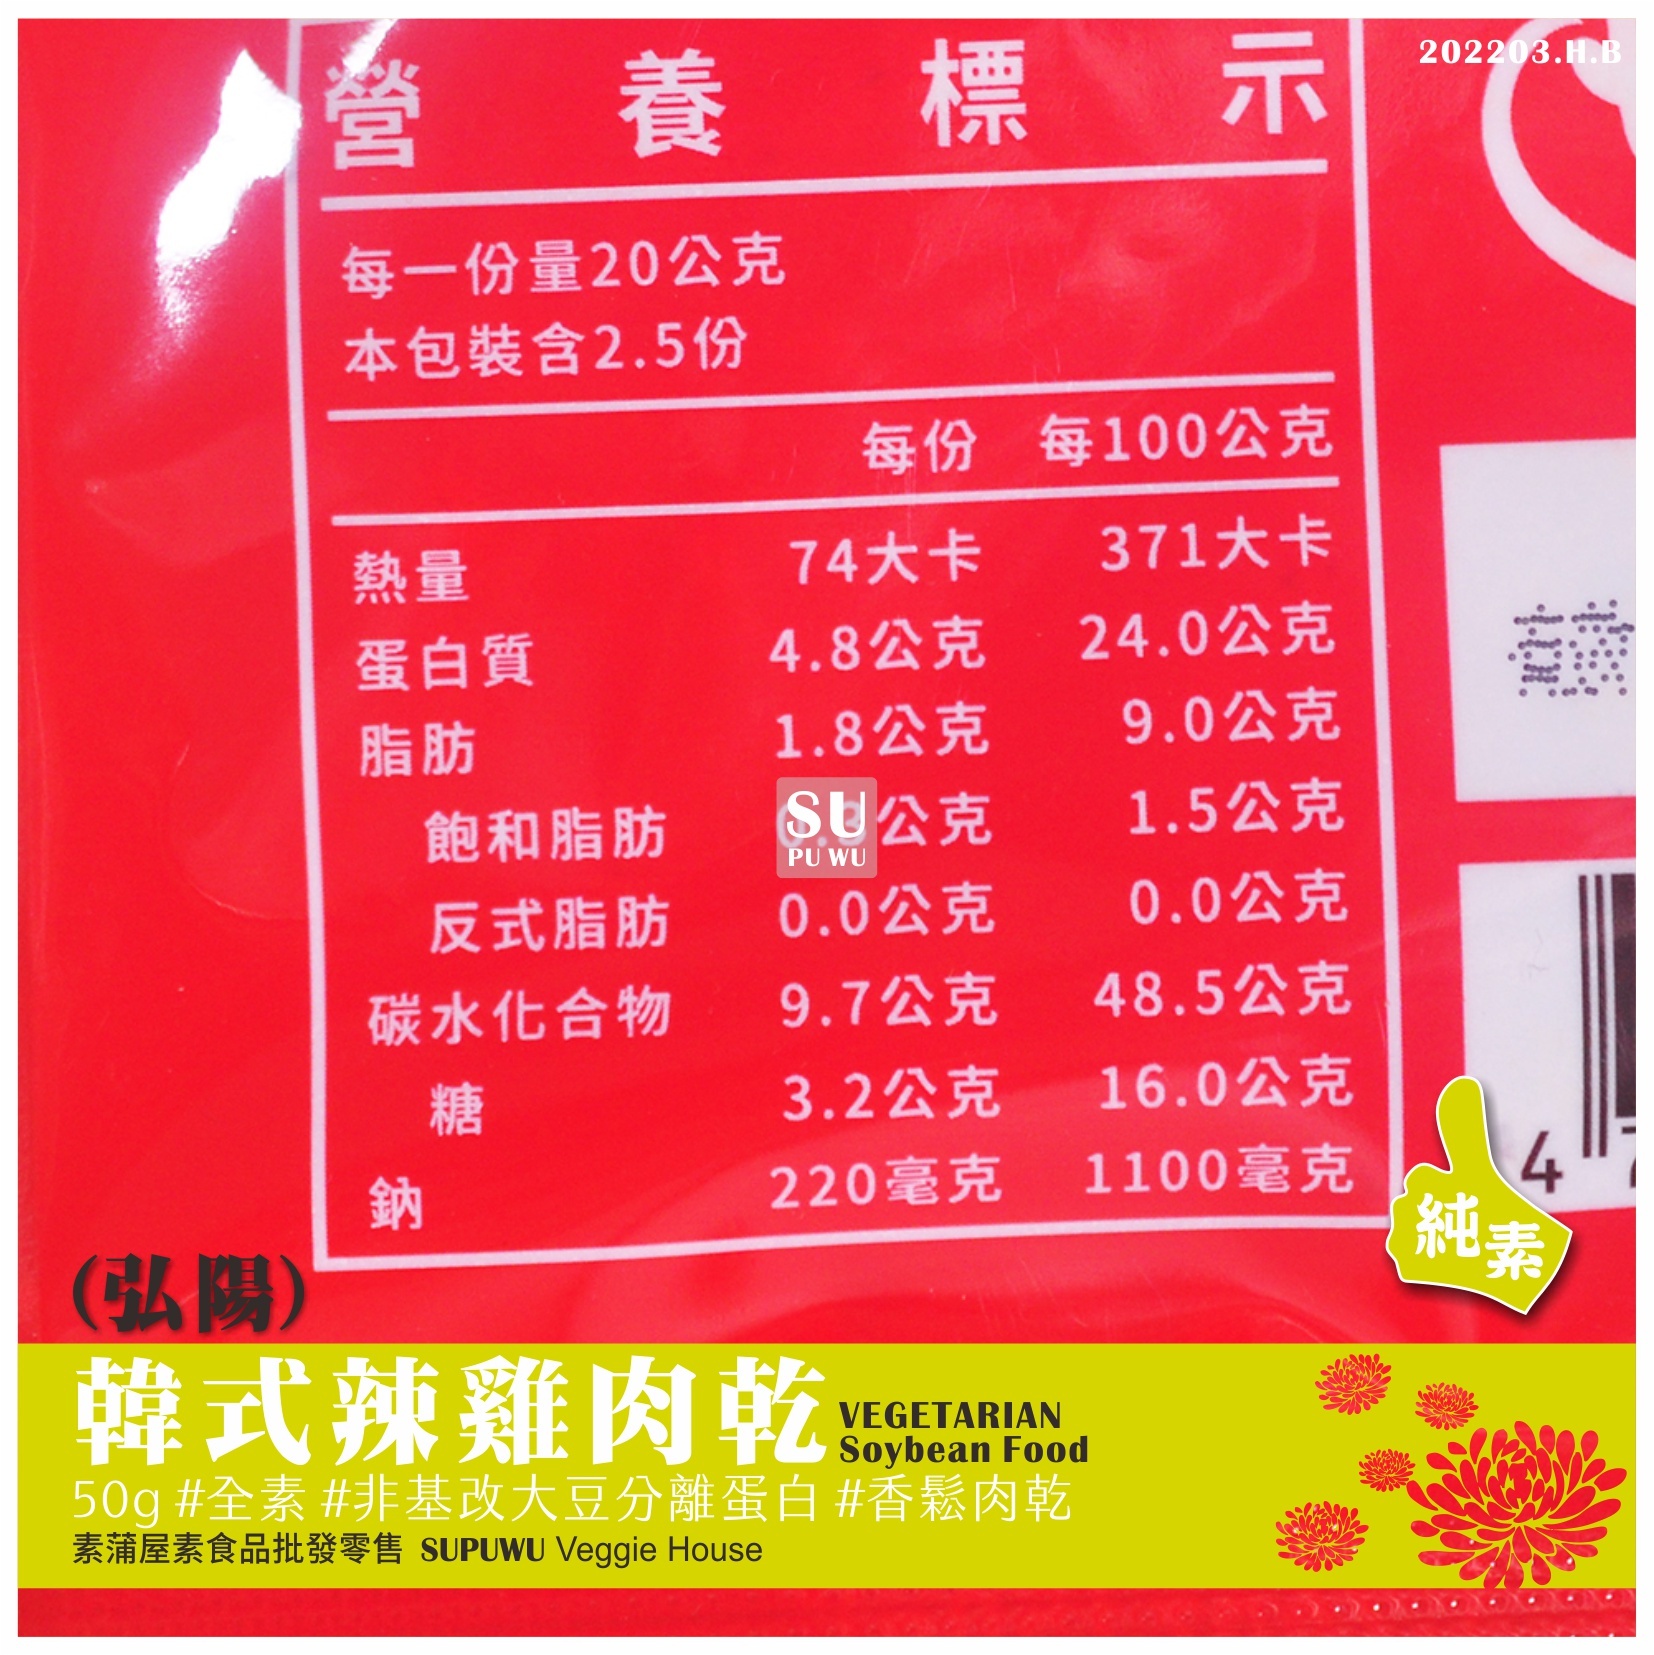 202203.H.B
營養標示
每一份量20公克
本包裝含2.5份
每份 每100公克
熱量 74大卡 371大卡
蛋白質 4.8公克 24.0公克
脂肪 1.8公克 9.0公克
飽和脂肪 0.3公克 1.5公克
SU
PU WU
反式脂肪 0.0公克 0.0公克
碳水化合物 9.7公克 48.5公克
糖 3.2公克 16.0公克
鈉 220毫克 1100毫克
4
純素
(弘陽)
韓式辣雞肉乾 VEGETARIAN
Soybean Food
50g #全素 #非基改大豆分離蛋白 #香鬆肉乾
素蒲屋素食品批發零售 SUPUWU Veggie House